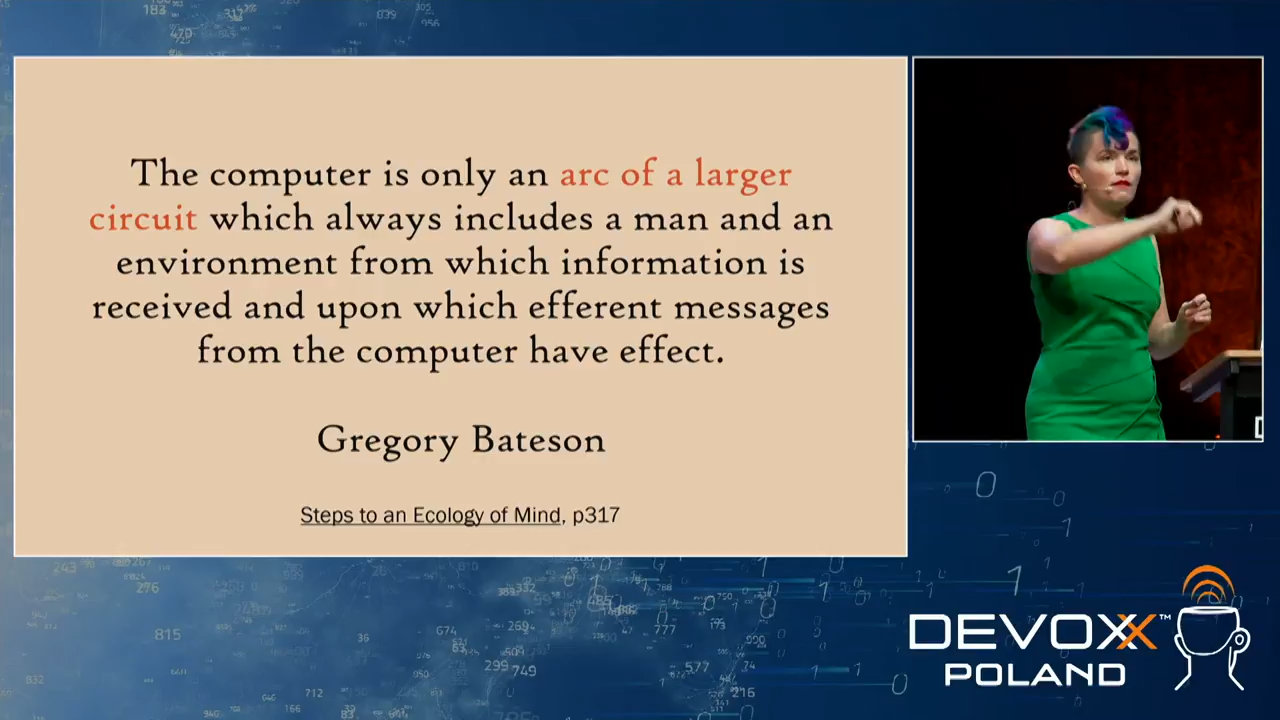 The computer is only an arc of a larger
circuit which always includes a man and an
environment from which information is
received and upon which efferent messages
from the computer have effect.
Gregory Bateson
Steps to an Ecology of Mind, p317
DEVOXX™
POLAND